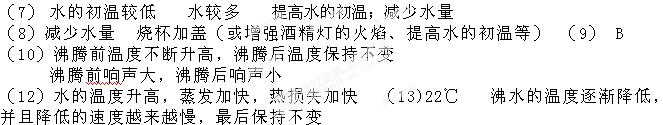 (7) 水的初温较低 水较多 提高水的初温；减少水量
(8)减少水量 烧杯加盖（或增强酒精灯的火焰、提高水的初温等） (9) B
(10)沸腾前温度不断升高，沸腾后温度保持不变
沸腾前响声大，沸腾后响声小
(12)水的温度升高，蒸发加快，热损失加快 (13)22℃ 沸水的温度逐渐降低，
并且降低的速度越来越慢，最后保持不变